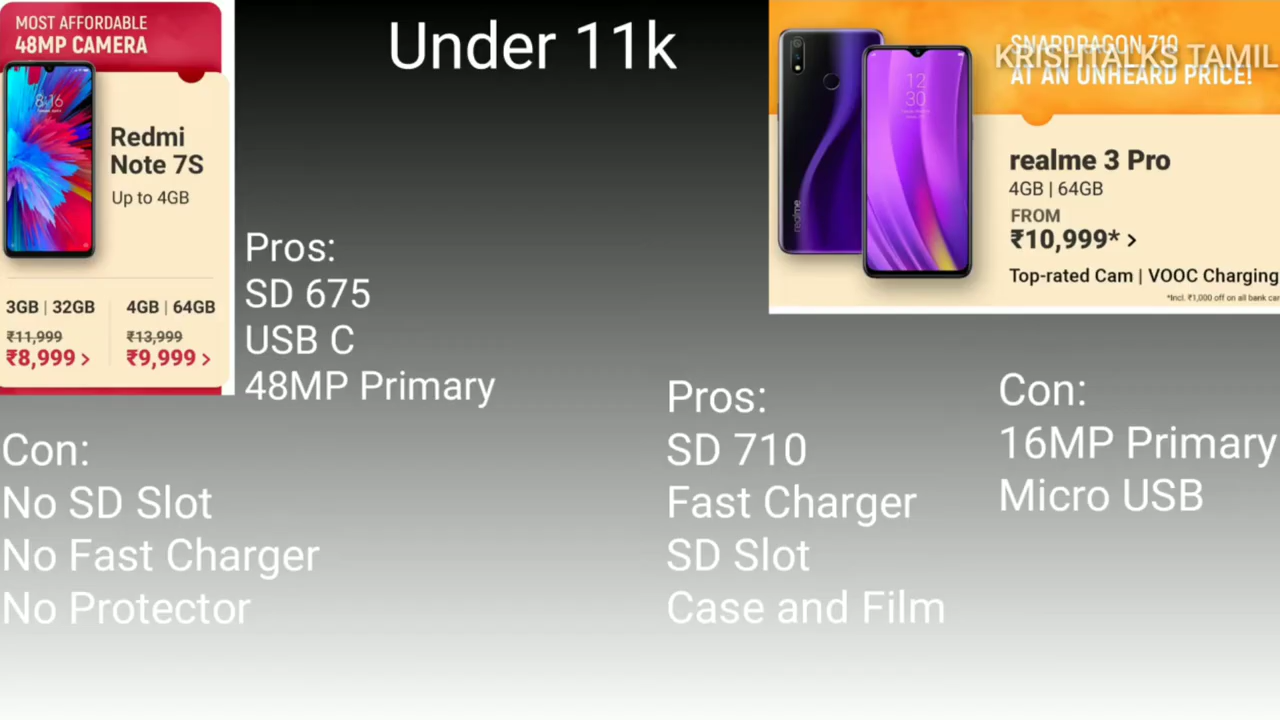 MOST AFFORDABLE
48MP CAMERA
8:16
Redmi
Note 7S
Up to 4GB
3GB | 32GB
4GB | 64GB
₹11,999
₹13,999
₹8,999 >
₹9,999 >
Under 11k
Pros:
SD 675
USB C
48MP Primary
Con:
No SD Slot
No Fast Charger
No Protector
SNAPDRAGON 710
KRISHTALKS TAMIL
AT AN UNHEARD PRICE!
12
30
realme
realme 3 Pro
4GB | 64GB
FROM
₹10,999* >
Top-rated Cam | VOOC Charging
*Incl. ₹1,000 off on all bank car
Pros:
SD 710
Fast Charger
SD Slot
Case and Film
Con:
16MP Primary
Micro USB